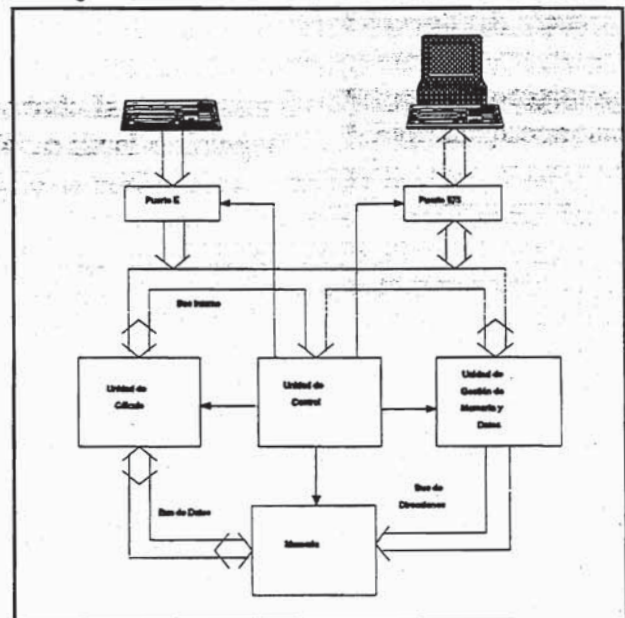 Puerto E
Puerto E/S
Bus Interno
Unidad de
Cálculo
Unidad de
Control
Unidad de
Gestión de
Memoria y
Datos
Bus de Datos
Bus de
Direcciones
Memoria